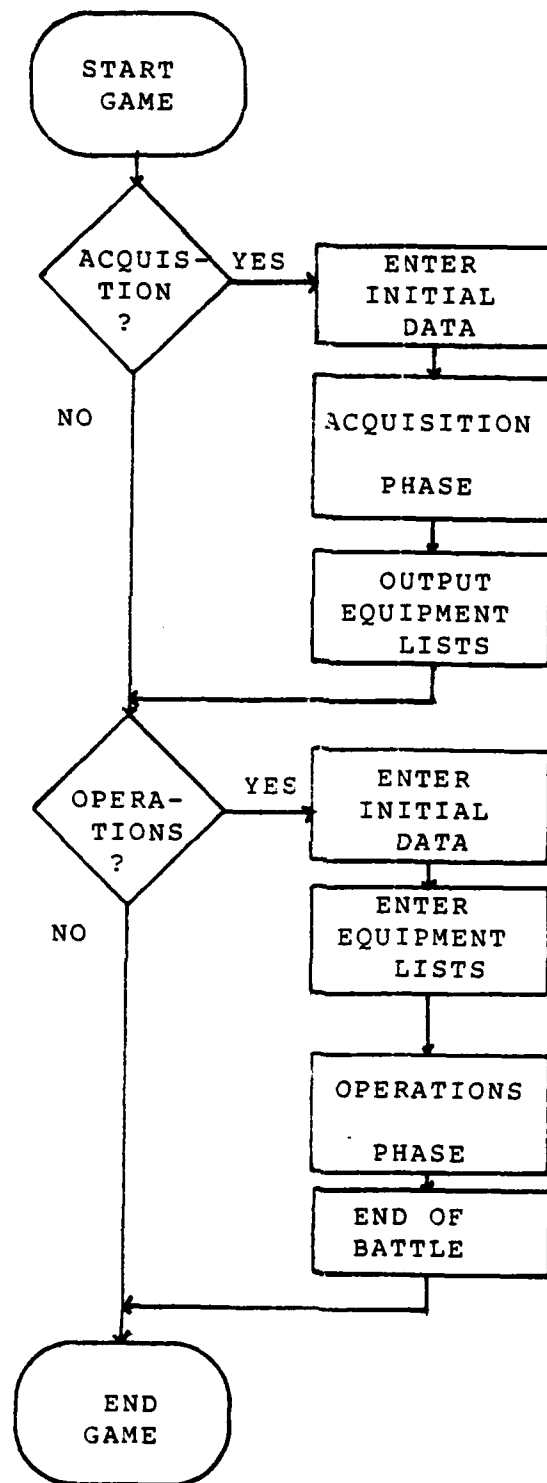 START
GAME
ACQUIS-
TION
?
YES
ENTER
INITIAL
DATA
NO
ACQUISITION
PHASE
OUTPUT
EQUIPMENT
LISTS
OPERA-
TIONS
?
YES
ENTER
INITIAL
DATA
NO
ENTER
EQUIPMENT
LISTS
OPERATIONS
PHASE
END OF
BATTLE
END
GAME